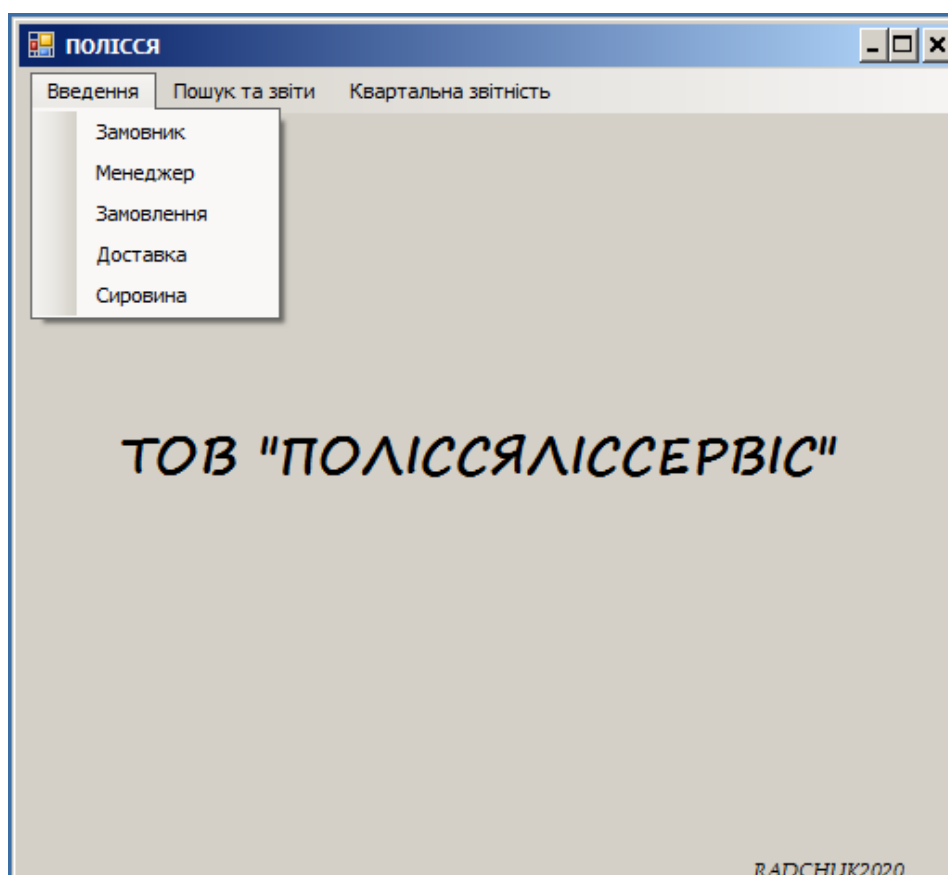 ПОЛІССЯ
Введення Пошук та звіти Квартальна звітність
Замовник
Менеджер
Замовлення
Доставка
Сировина
ТОВ "ПОЛІССЯЛІССЕРВІС"
RADCHUK2020